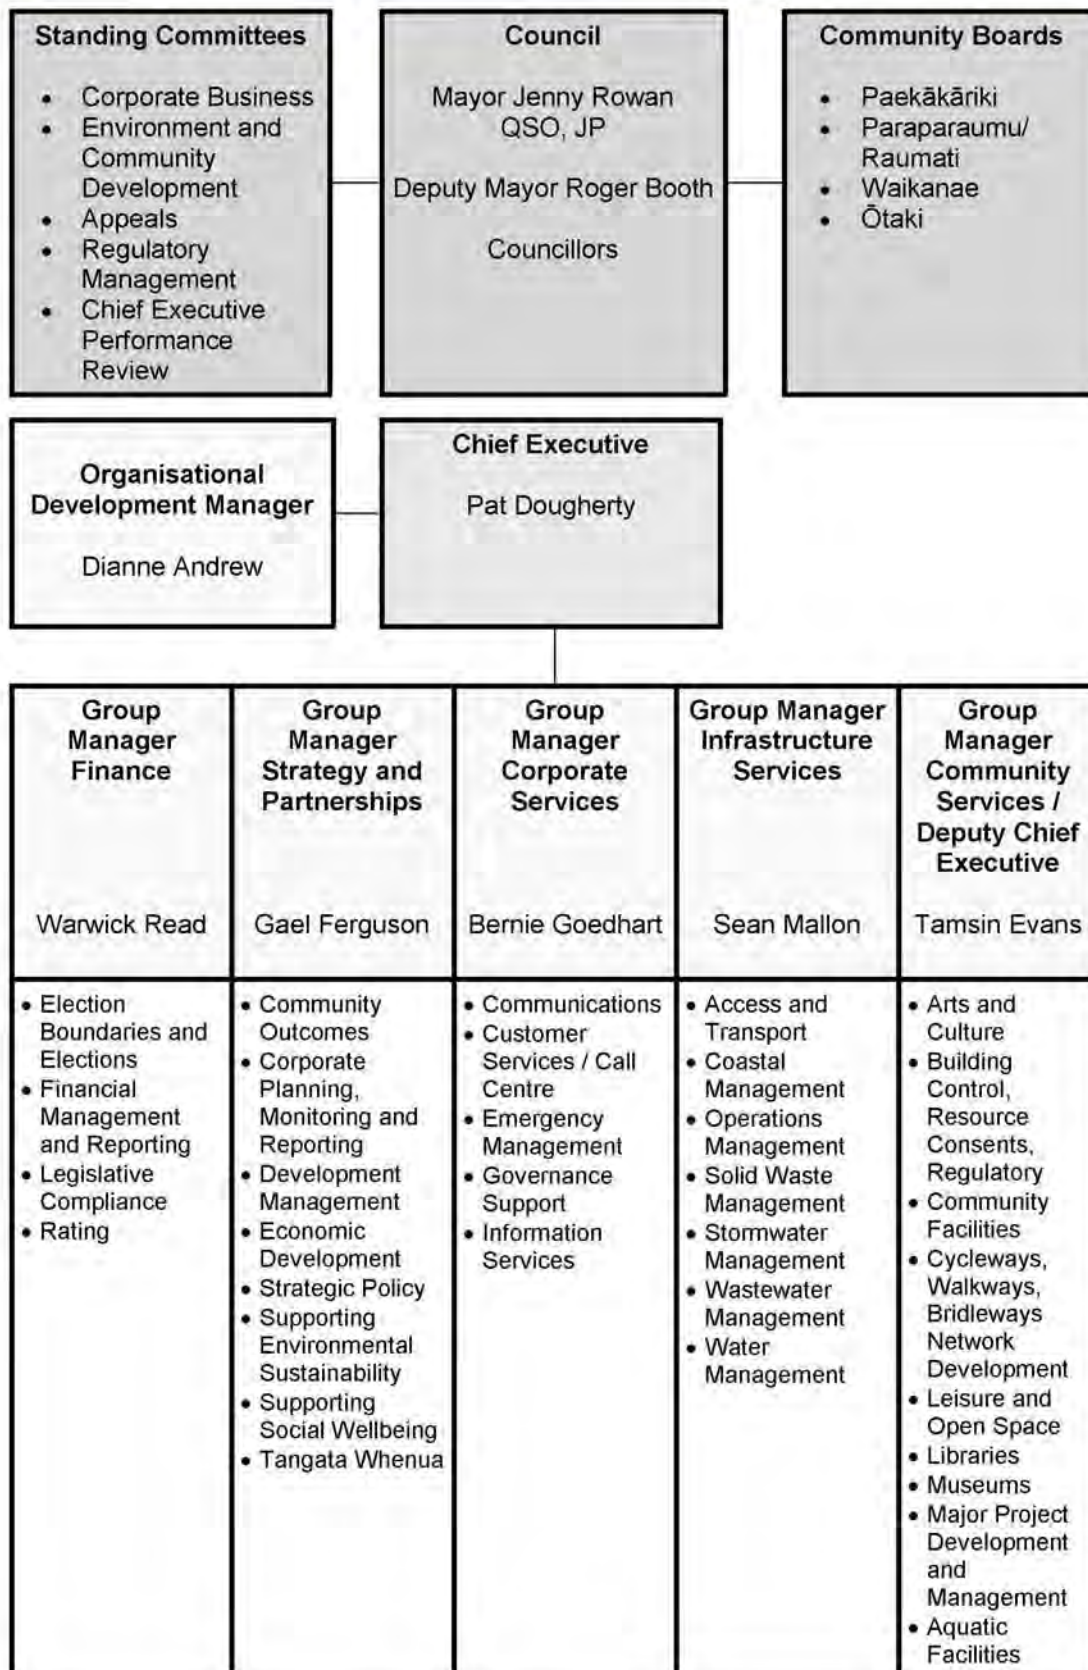 Standing Committees
• Corporate Business
• Environment and
Community
Development
• Appeals
• Regulatory
Management
• Chief Executive
Performance
Review
Council
Mayor Jenny Rowan
QSO, JP
Deputy Mayor Roger Booth
Councillors
Community Boards
• Paekākāriki
• Paraparaumu/
Raumati
• Waikanae
• Ōtaki
Organisational
Development Manager
Dianne Andrew
Chief Executive
Pat Dougherty
Group
Manager
Finance
Warwick Read
Group
Manager
Strategy and
Partnerships
Gael Ferguson
Group
Manager
Corporate
Services
Bernie Goedhart
Group Manager
Infrastructure
Services
Sean Mallon
Group
Manager
Community
Services /
Deputy Chief
Executive
Tamsin Evans
• Election
Boundaries and
Elections
• Financial
Management
and Reporting
• Legislative
Compliance
• Rating
• Community
Outcomes
• Corporate
Planning,
Monitoring and
Reporting
• Development
Management
• Economic
Development
• Strategic Policy
• Supporting
Environmental
Sustainability
• Supporting
Social Wellbeing
• Tangata Whenua
• Communications
• Customer
Services / Call
Centre
• Emergency
Management
• Governance
Support
• Information
Services
• Access and
Transport
• Coastal
Management
• Operations
Management
• Solid Waste
Management
• Stormwater
Management
• Wastewater
Management
• Water
Management
• Arts and
Culture
• Building
Control,
Resource
Consents,
Regulatory
• Community
Facilities
• Cycleways,
Walkways,
Bridleways
Network
Development
• Leisure and
Open Space
• Libraries
• Museums
• Major Project
Development
and
Management
• Aquatic
Facilities